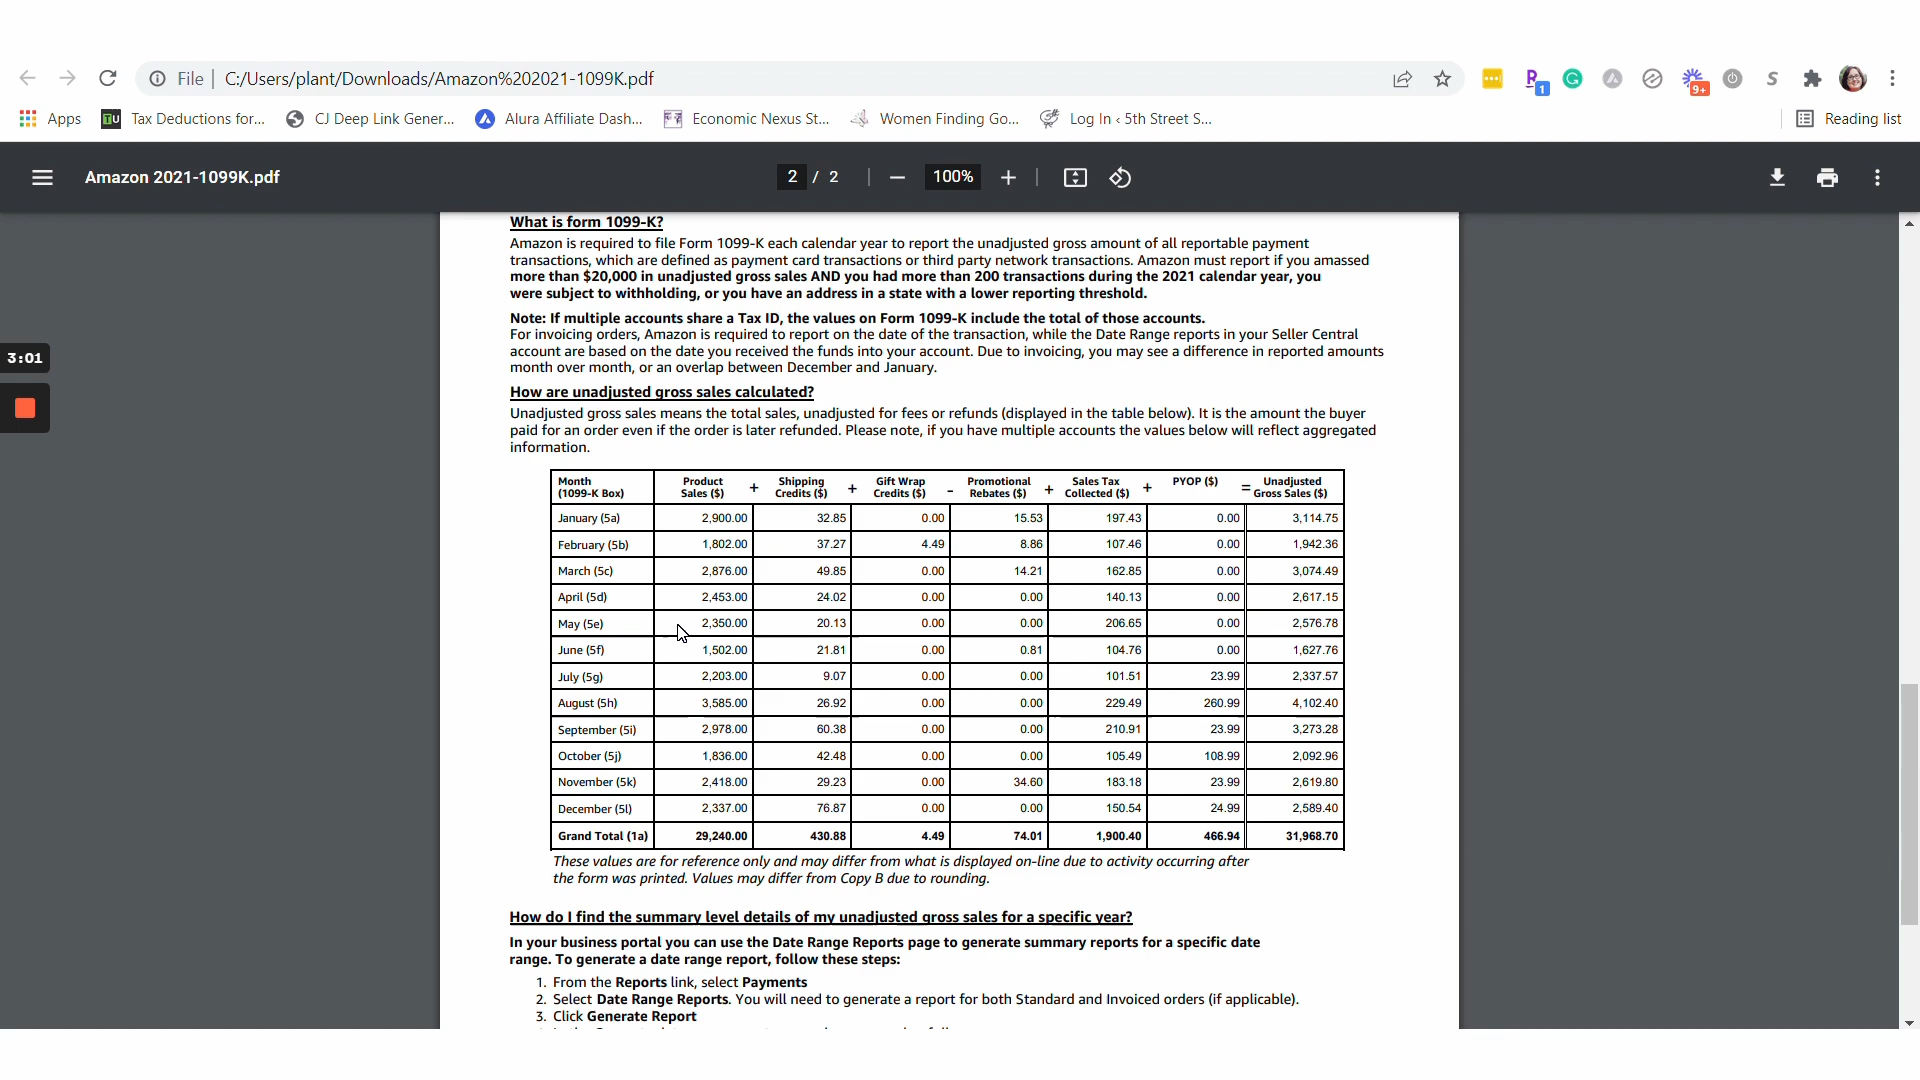 File | C:/Users/plant/Downloads/Amazon%202021-1099K.pdf
1
9+
Apps
TU Tax Deductions for...
CJ Deep Link Gener...
Alura Affiliate Dash...
Economic Nexus St...
Women Finding Go...
Log In ‹ 5th Street S...
Reading list
Amazon 2021-1099K.pdf
2 / 2
100%
3:01
What is form 1099-K?
Amazon is required to file Form 1099-K each calendar year to report the unadjusted gross amount of all reportable payment
transactions, which are defined as payment card transactions or third party network transactions. Amazon must report if you amassed
more than $20,000 in unadjusted gross sales AND you had more than 200 transactions during the 2021 calendar year, you
were subject to withholding, or you have an address in a state with a lower reporting threshold.
Note: If multiple accounts share a Tax ID, the values on Form 1099-K include the total of those accounts.
For invoicing orders, Amazon is required to report on the date of the transaction, while the Date Range reports in your Seller Central
account are based on the date you received the funds into your account. Due to invoicing, you may see a difference in reported amounts
month over month, or an overlap between December and January.
How are unadjusted gross sales calculated?
Unadjusted gross sales means the total sales, unadjusted for fees or refunds (displayed in the table below). It is the amount the buyer
paid for an order even if the order is later refunded. Please note, if you have multiple accounts the values below will reflect aggregated
information.
Month (1099-K Box) Product Sales ($) + Shipping Credits ($) + Gift Wrap Credits ($) - Promotional Rebates ($) + Sales Tax Collected ($) + PYOP ($) = Unadjusted Gross Sales ($)
January (5a) 2,900.00 32.85 0.00 15.53 197.43 0.00 3,114.75
February (5b) 1,802.00 37.27 4.49 8.86 107.46 0.00 1,942.36
March (5c) 2,876.00 49.85 0.00 14.21 162.85 0.00 3,074.49
April (5d) 2,453.00 24.02 0.00 0.00 140.13 0.00 2,617.15
May (5e) 2,350.00 20.13 0.00 0.00 206.65 0.00 2,576.78
June (5f) 1,502.00 21.81 0.00 0.81 104.76 0.00 1,627.76
July (5g) 2,203.00 9.07 0.00 0.00 101.51 23.99 2,337.57
August (5h) 3,585.00 26.92 0.00 0.00 229.49 260.99 4,102.40
September (5i) 2,978.00 60.38 0.00 0.00 210.91 23.99 3,273.28
October (5j) 1,836.00 42.48 0.00 0.00 105.49 108.99 2,092.96
November (5k) 2,418.00 29.23 0.00 34.60 183.18 23.99 2,619.80
December (5l) 2,337.00 76.87 0.00 0.00 150.54 24.99 2,589.40
Grand Total (1a) 29,240.00 430.88 4.49 74.01 1,900.40 466.94 31,968.70
These values are for reference only and may differ from what is displayed on-line due to activity occurring after
the form was printed. Values may differ from Copy B due to rounding.
How do I find the summary level details of my unadjusted gross sales for a specific year?
In your business portal you can use the Date Range Reports page to generate summary reports for a specific date
range. To generate a date range report, follow these steps:
1. From the Reports link, select Payments
2. Select Date Range Reports. You will need to generate a report for both Standard and Invoiced orders (if applicable).
3. Click Generate Report